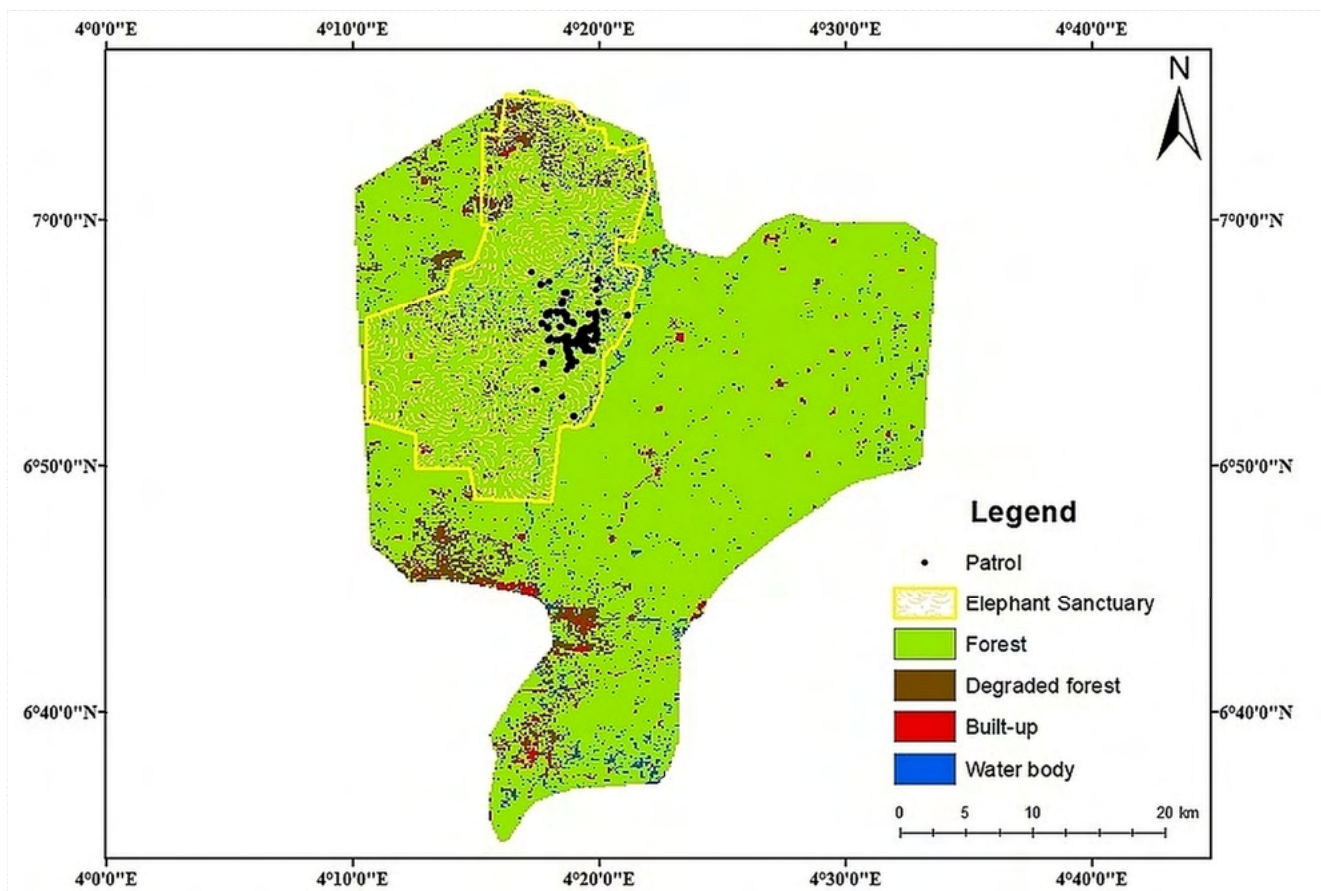 4°0'0"E 4°10'0"E 4°20'0"E 4°30'0"E 4°40'0"E
N
7°0'0"N 7°0'0"N
6°50'0"N 6°50'0"N
Legend
Patrol
Elephant Sanctuary
Forest
Degraded forest
6°40'0"N 6°40'0"N
Built-up
Water body
0 5 10 20 km
4°0'0"E 4°10'0"E 4°20'0"E 4°30'0"E 4°40'0"E